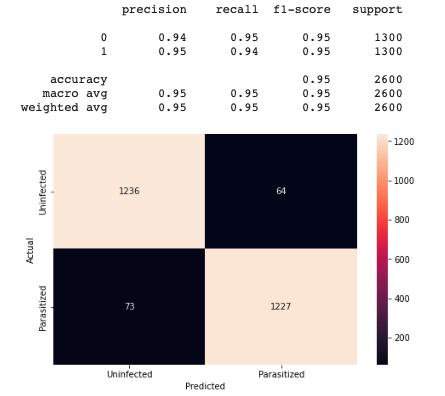 precision recall f1-score support
0 0.94 0.95 0.95 1300
1 0.95 0.94 0.95 1300
accuracy 0.95 2600
macro avg 0.95 0.95 0.95 2600
weighted avg 0.95 0.95 0.95 2600
Uninfected
Parasitized
Actual
1236 64
73 1227
Uninfected Parasitized
Predicted
1200
1000
800
600
400
200